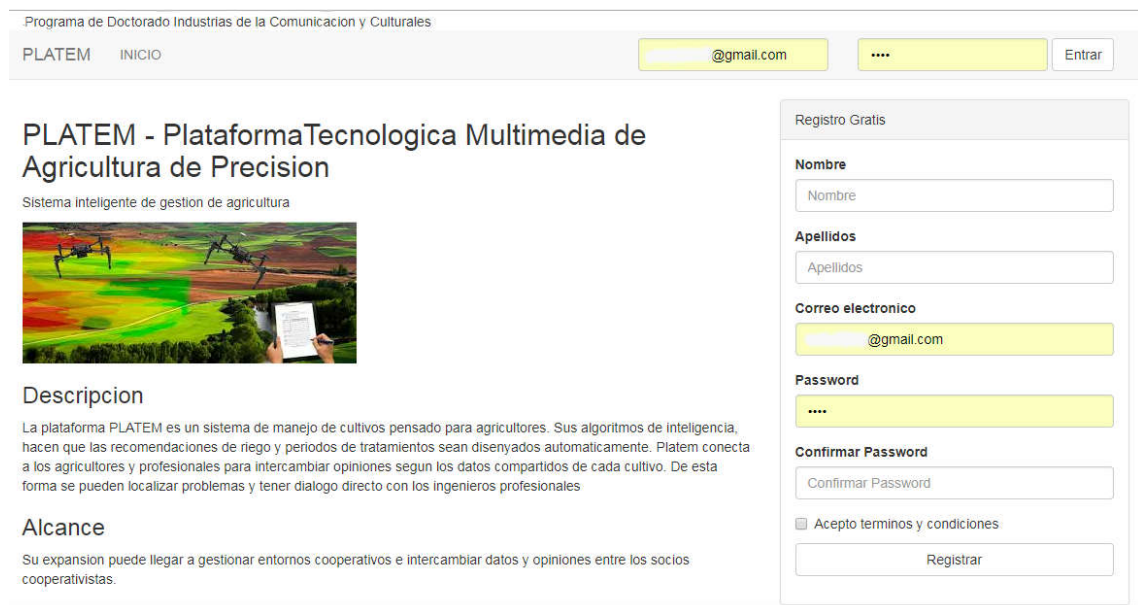 Programa de Doctorado Industrias de la Comunicacion y Culturales
PLATEM INICIO @gmail.com •••• Entrar
PLATEM - PlataformaTecnologica Multimedia de
Agricultura de Precision
Sistema inteligente de gestion de agricultura
Descripcion
La plataforma PLATEM es un sistema de manejo de cultivos pensado para agricultores. Sus algoritmos de inteligencia,
hacen que las recomendaciones de riego y periodos de tratamientos sean disenyados automaticamente. Platem conecta
a los agricultores y profesionales para intercambiar opiniones segun los datos compartidos de cada cultivo. De esta
forma se pueden localizar problemas y tener dialogo directo con los ingenieros profesionales
Alcance
Su expansion puede llegar a gestionar entornos cooperativos e intercambiar datos y opiniones entre los socios
cooperativistas.
Registro Gratis
Nombre
Nombre
Apellidos
Apellidos
Correo electronico
@gmail.com
Password
••••
Confirmar Password
Confirmar Password
Acepto terminos y condiciones
Registrar